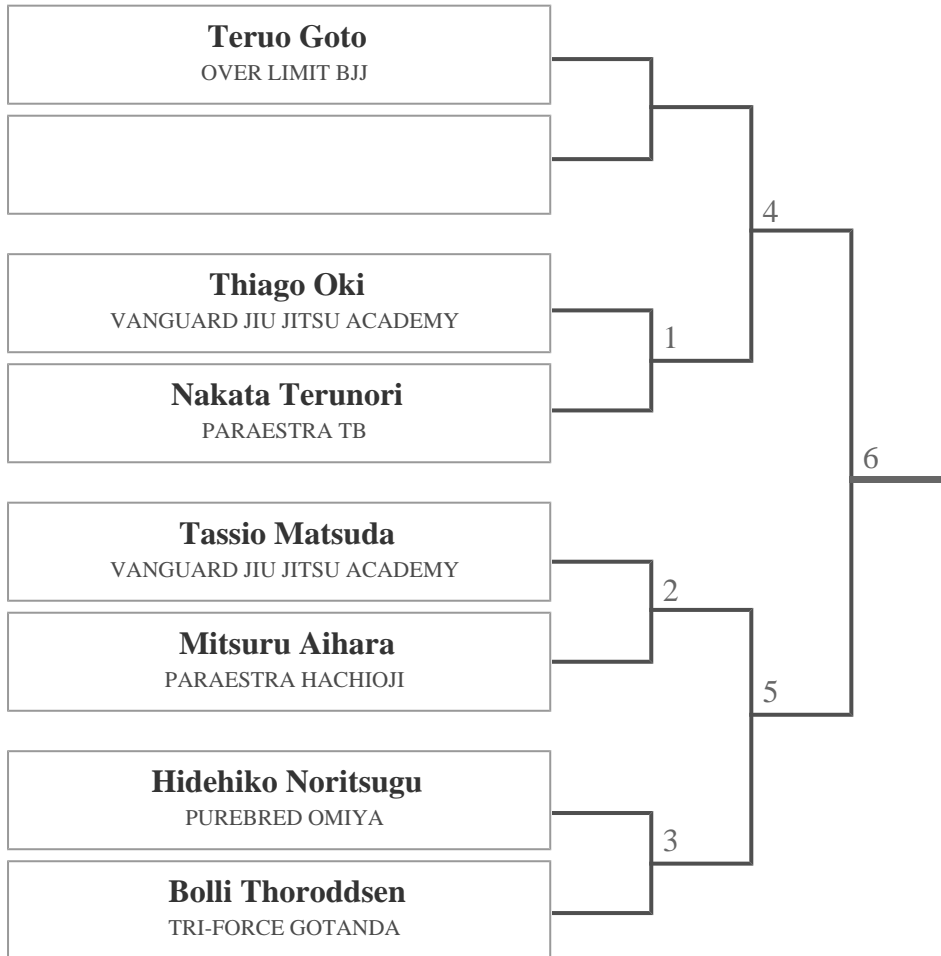 Teruo Goto
OVER LIMIT BJJ
4
Thiago Oki
VANGUARD JIU JITSU ACADEMY
1
Nakata Terunori
PARAESTRA TB
6
Tassio Matsuda
VANGUARD JIU JITSU ACADEMY
2
Mitsuru Aihara
PARAESTRA HACHIOJI
5
Hidehiko Noritsugu
PUREBRED OMIYA
3
Bolli Thoroddsen
TRI-FORCE GOTANDA